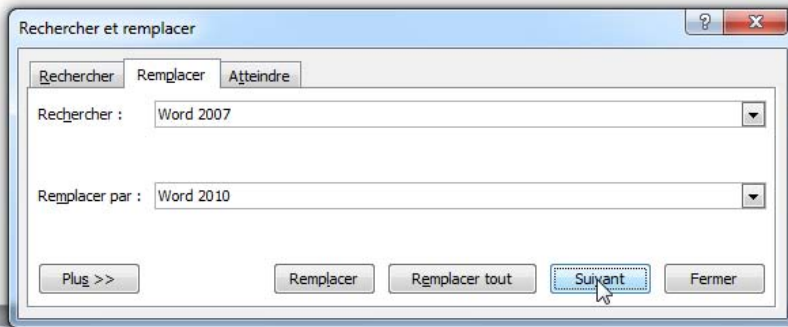 Rechercher et remplacer
Rechercher Remplacer Atteindre
Rechercher : Word 2007
Remplacer par : Word 2010
Plus >> Remplacer Remplacer tout Suivant Fermer